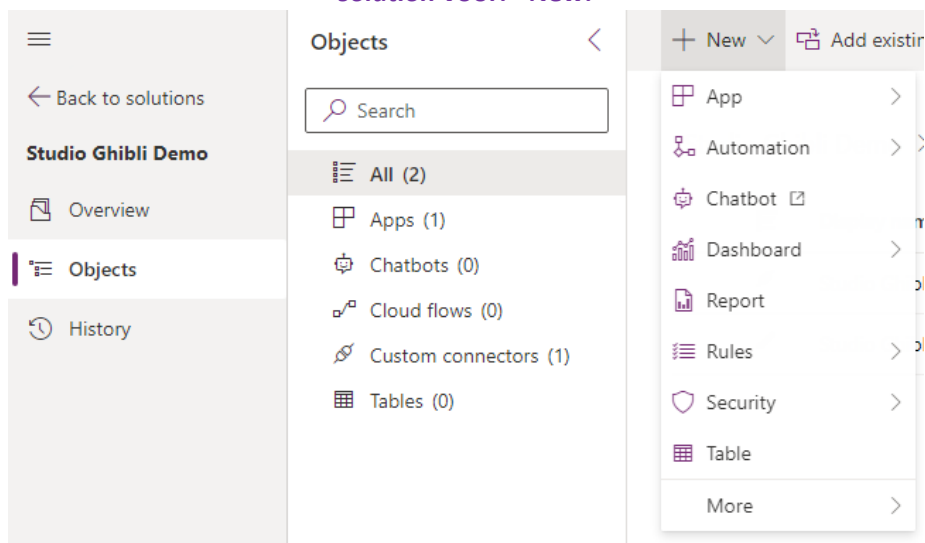 Objects
New
Add existin
Back to solutions
Search
App
Studio Ghibli Demo
Automation
All (2)
Chatbot
Overview
Apps (1)
Dashboard
Objects
Chatbots (0)
Report
Cloud flows (0)
History
Rules
Custom connectors (1)
Security
Tables (0)
Table
More